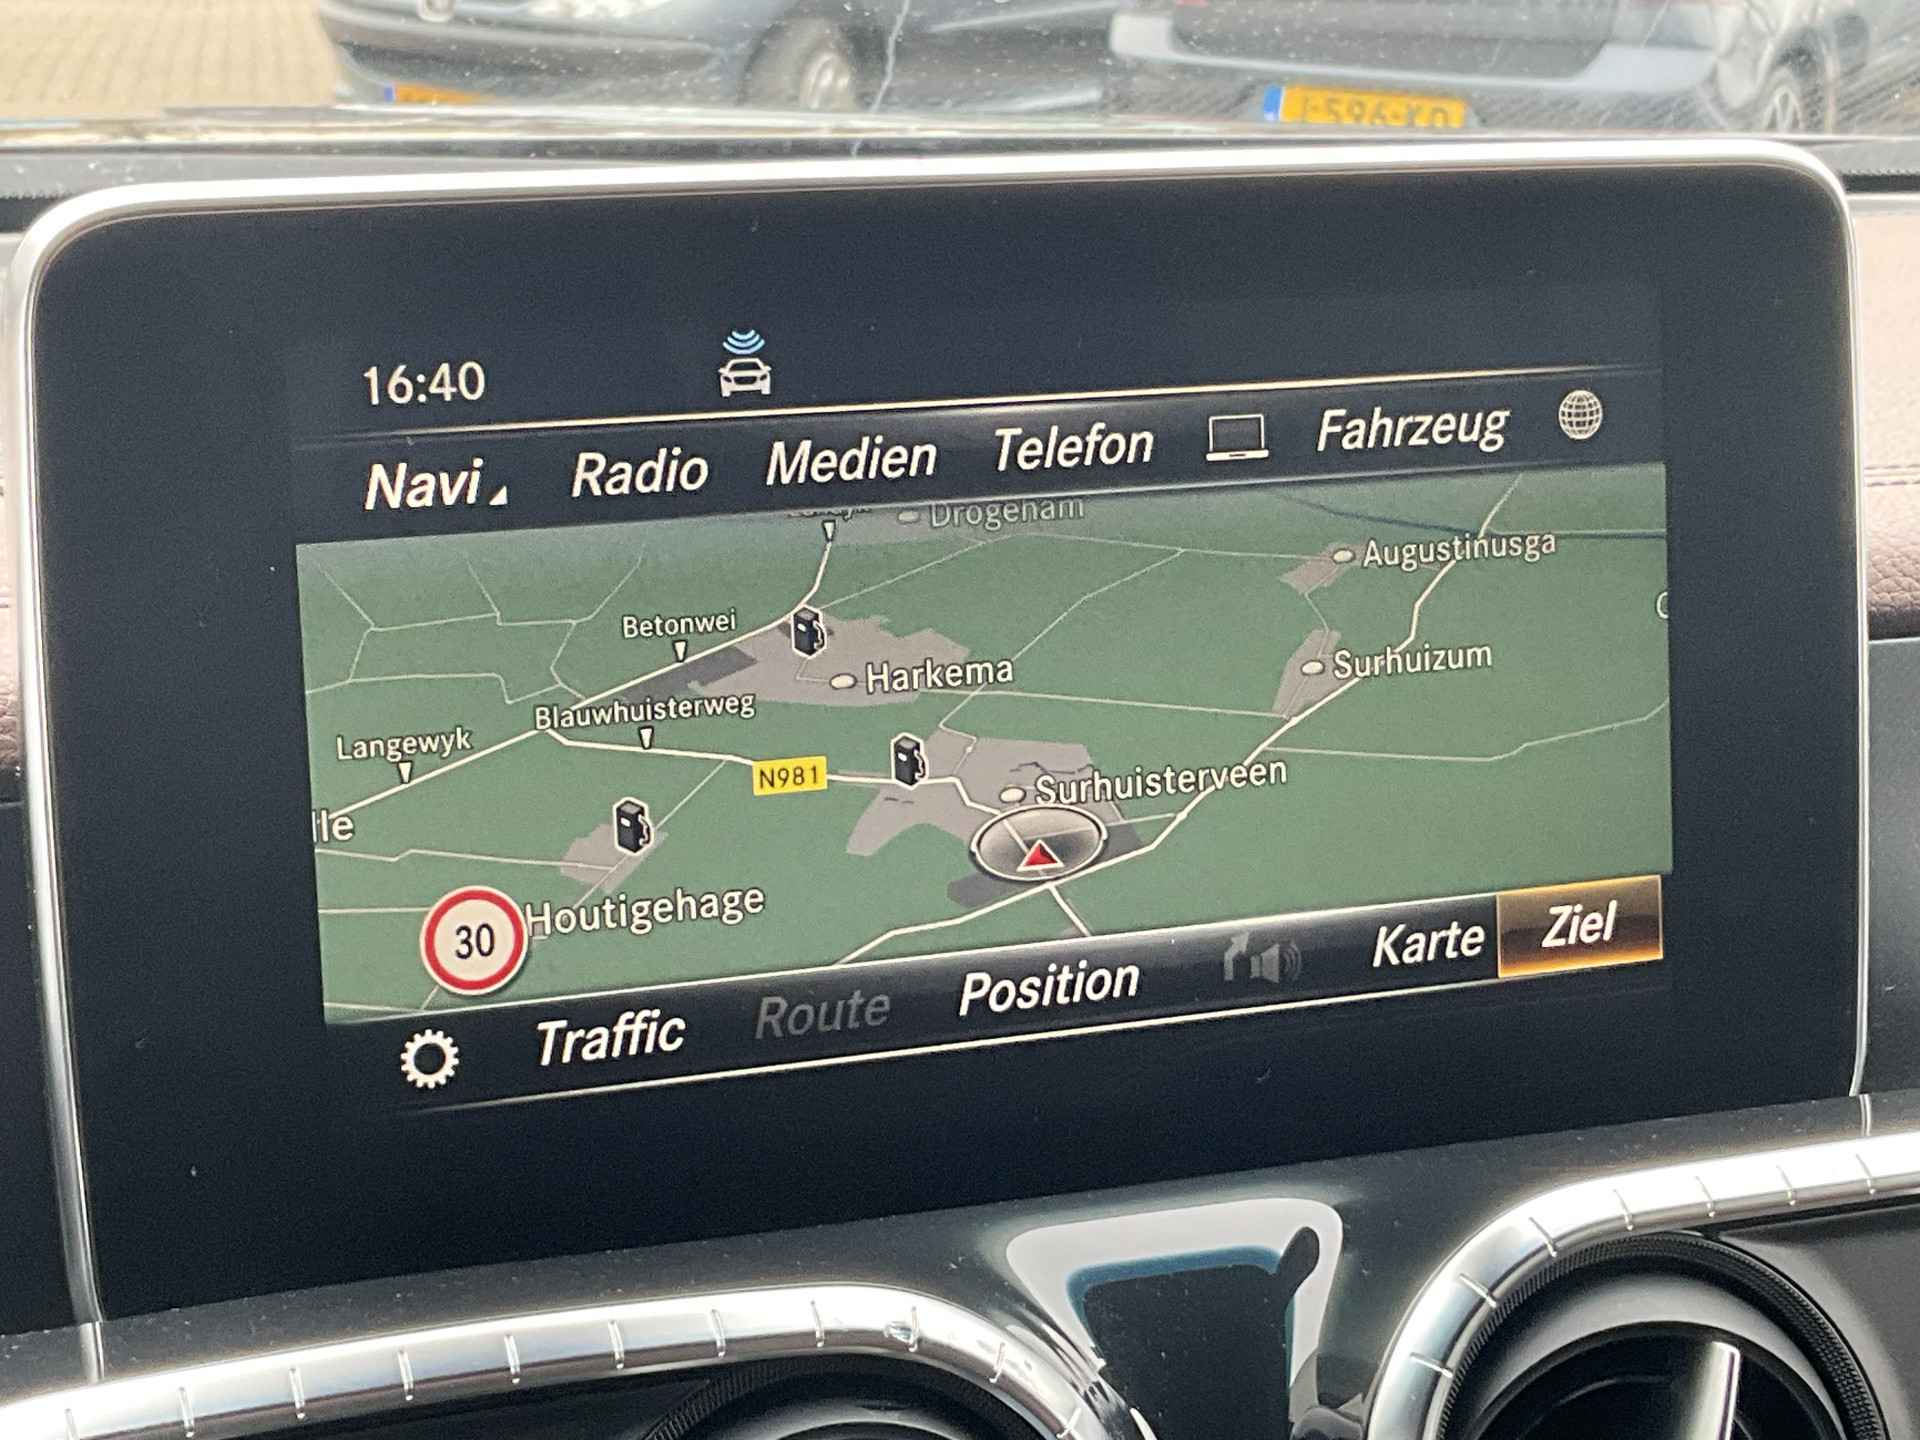 16:40
Navi Radio Medien Telefon Fahrzeug
Drogeham
Augustinusga
Betonwei
Harkema
Surhuizum
Blauwhuisterweg
Langewyk
N981
Surhuisterveen
lle
30
Houtigehage
Traffic Route Position Karte Ziel